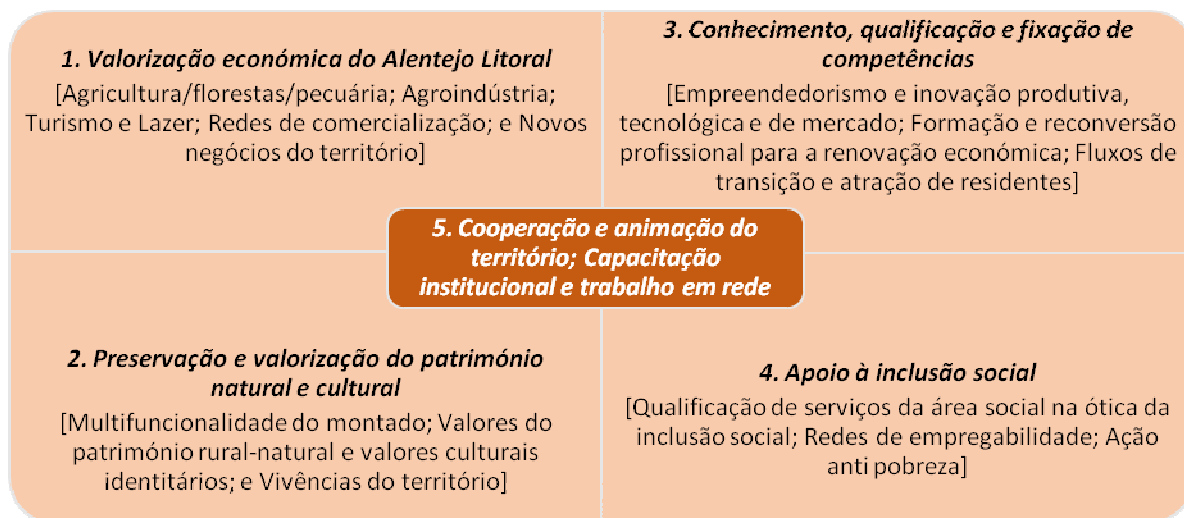 1. Valorização económica do Alentejo Litoral
[Agricultura/florestas/pecuária; Agroindústria;
Turismo e Lazer; Redes de comercialização; e Novos
negócios do território]
2. Preservação e valorização do património
natural e cultural
[Multifuncionalidade do montado; Valores do
património rural-natural e valores culturais
identitários; e Vivências do território]
3. Conhecimento, qualificação e fixação de
competências
[Empreendedorismo e inovação produtiva,
tecnológica e de mercado; Formação e reconversão
profissional para a renovação económica; Fluxos de
transição e atração de residentes]
4. Apoio à inclusão social
[Qualificação de serviços da área social na ótica da
inclusão social; Redes de empregabilidade; Ação
anti pobreza]
5. Cooperação e animação do
território; Capacitação
institucional e trabalho em rede